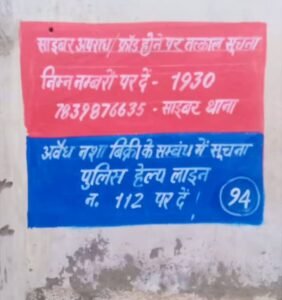 साइबर अपराध/फ्रॉड होने पर तत्काल सूचना
निम्न नम्बरों पर दें - 1930
7839876635 - साइबर थाना
अवैध नशा बिक्री के सम्बंध में सूचना
पुलिस हेल्प लाइन
न. 112 पर दें।
94